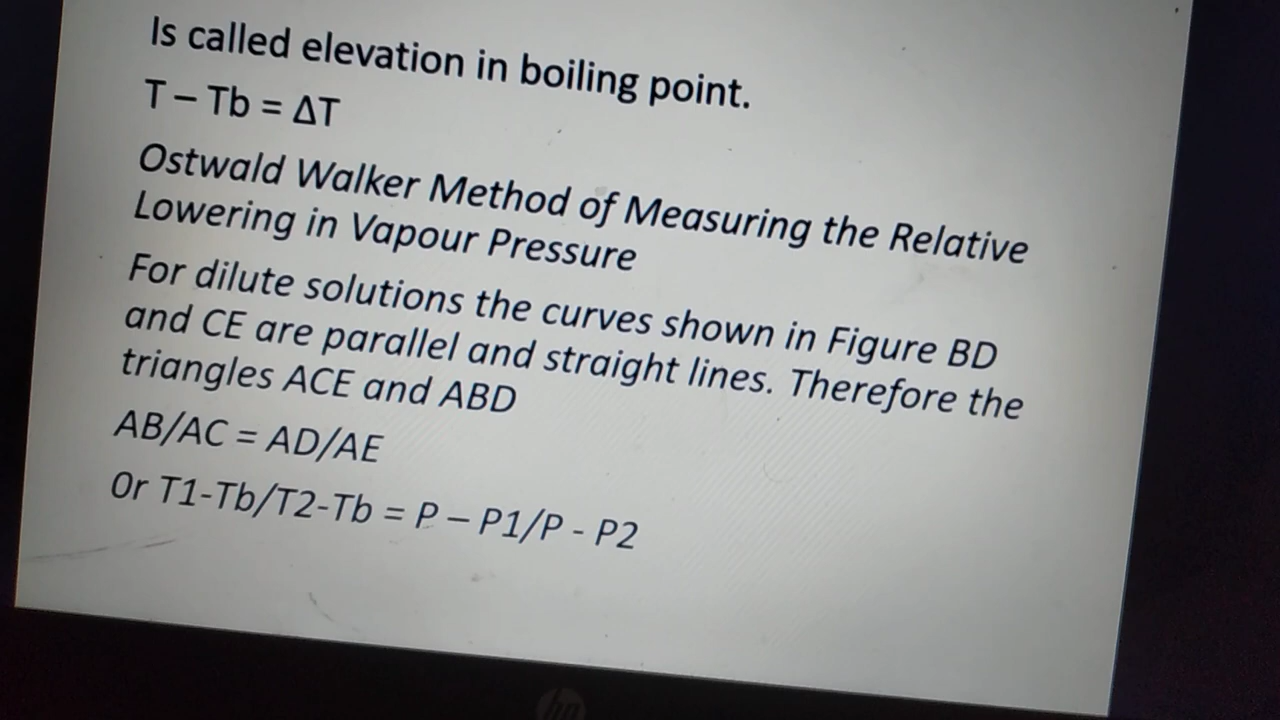 Is called elevation in boiling point.
T – Tb = ΔT
Ostwald Walker Method of Measuring the Relative
Lowering in Vapour Pressure
For dilute solutions the curves shown in Figure BD
and CE are parallel and straight lines. Therefore the
triangles ACE and ABD
AB/AC = AD/AE
Or T1-Tb/T2-Tb = P – P1/P - P2
hp